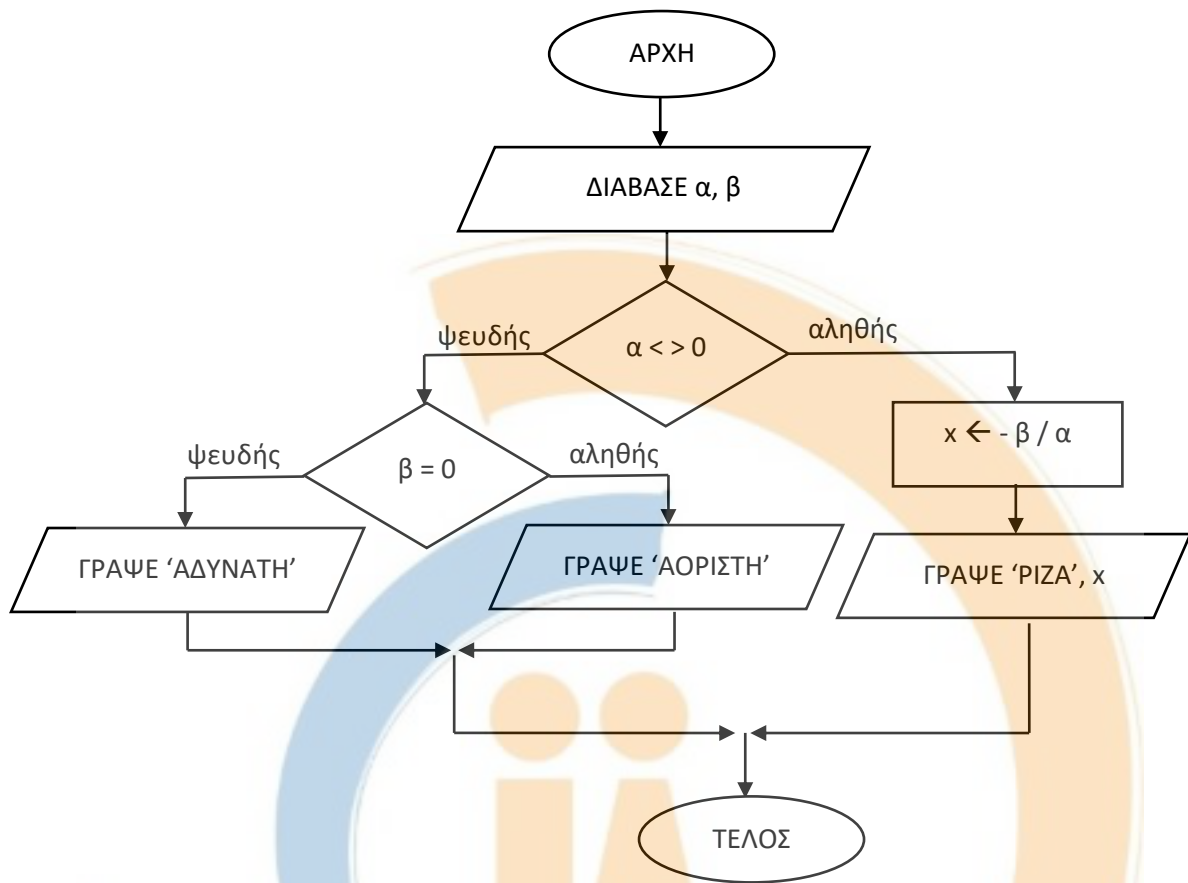 ΑΡΧΗ
ΔΙΑΒΑΣΕ α, β
α < > 0
ψευδής
αληθής
β = 0
x ← - β / α
ψευδής
αληθής
ΓΡΑΨΕ ‘ΑΔΥΝΑΤΗ’
ΓΡΑΨΕ ‘ΑΟΡΙΣΤΗ’
ΓΡΑΨΕ ‘ΡΙΖΑ’, x
ΤΕΛΟΣ